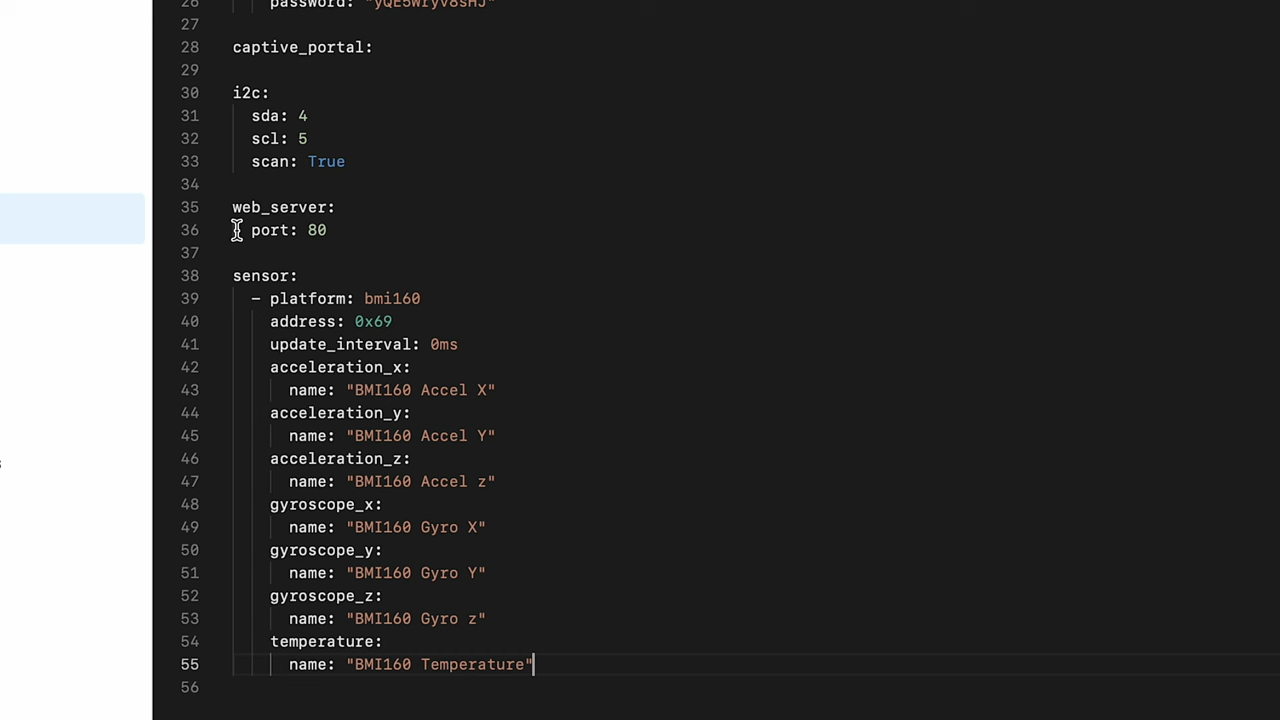 26 password: "yQE5Wryv8sHJ"
27
28 captive_portal:
29
30 i2c:
31 sda: 4
32 scl: 5
33 scan: True
34
35 web_server:
36 port: 80
37
38 sensor:
39 - platform: bmi160
40 address: 0x69
41 update_interval: 0ms
42 acceleration_x:
43 name: "BMI160 Accel X"
44 acceleration_y:
45 name: "BMI160 Accel Y"
46 acceleration_z:
47 name: "BMI160 Accel z"
48 gyroscope_x:
49 name: "BMI160 Gyro X"
50 gyroscope_y:
51 name: "BMI160 Gyro Y"
52 gyroscope_z:
53 name: "BMI160 Gyro z"
54 temperature:
55 name: "BMI160 Temperature"
56